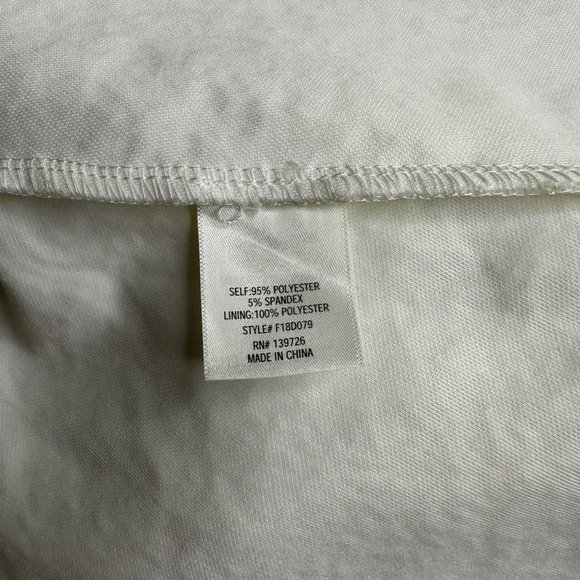 SELF:95% POLYESTER
5% SPANDEX
LINING:100% POLYESTER
STYLE# F18D079
RN# 139726
MADE IN CHINA